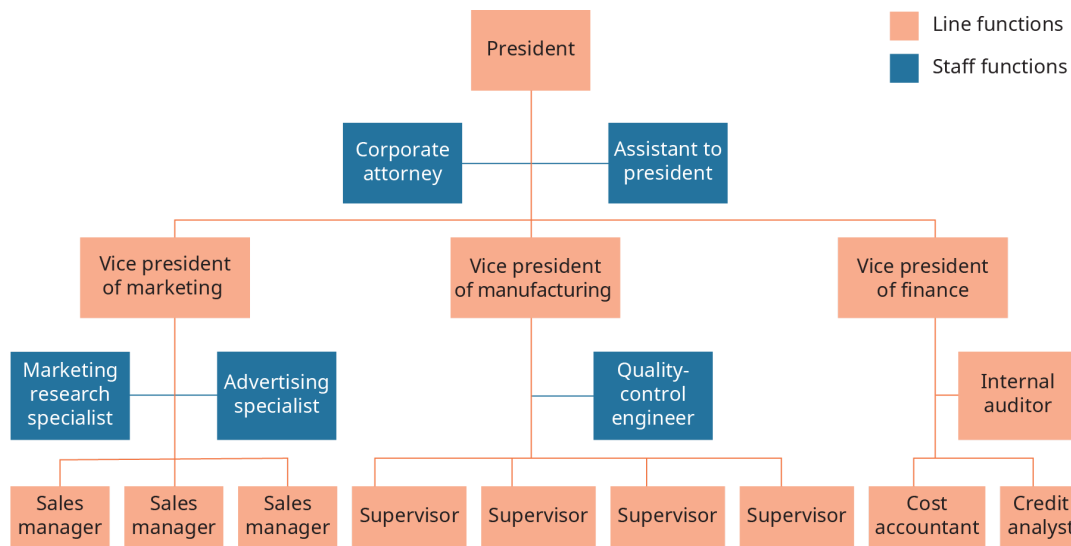 President
Line functions
Staff functions
Corporate
attorney
Assistant to
president
Vice president
of marketing
Vice president
of manufacturing
Vice president
of finance
Marketing
research
specialist
Advertising
specialist
Quality-
control
engineer
Internal
auditor
Sales
manager
Sales
manager
Sales
manager
Supervisor
Supervisor
Supervisor
Supervisor
Cost
accountant
Credit
analyst